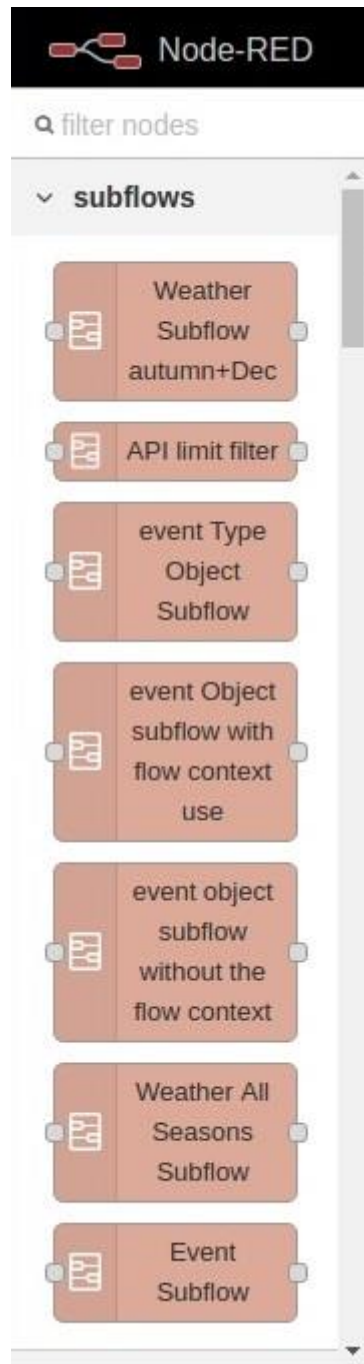 Node-RED
filter nodes
subflows
Weather
Subflow
autumn+Dec
API limit filter
event Type
Object
Subflow
event Object
subflow with
flow context
use
event object
subflow
without the
flow context
Weather All
Seasons
Subflow
Event
Subflow